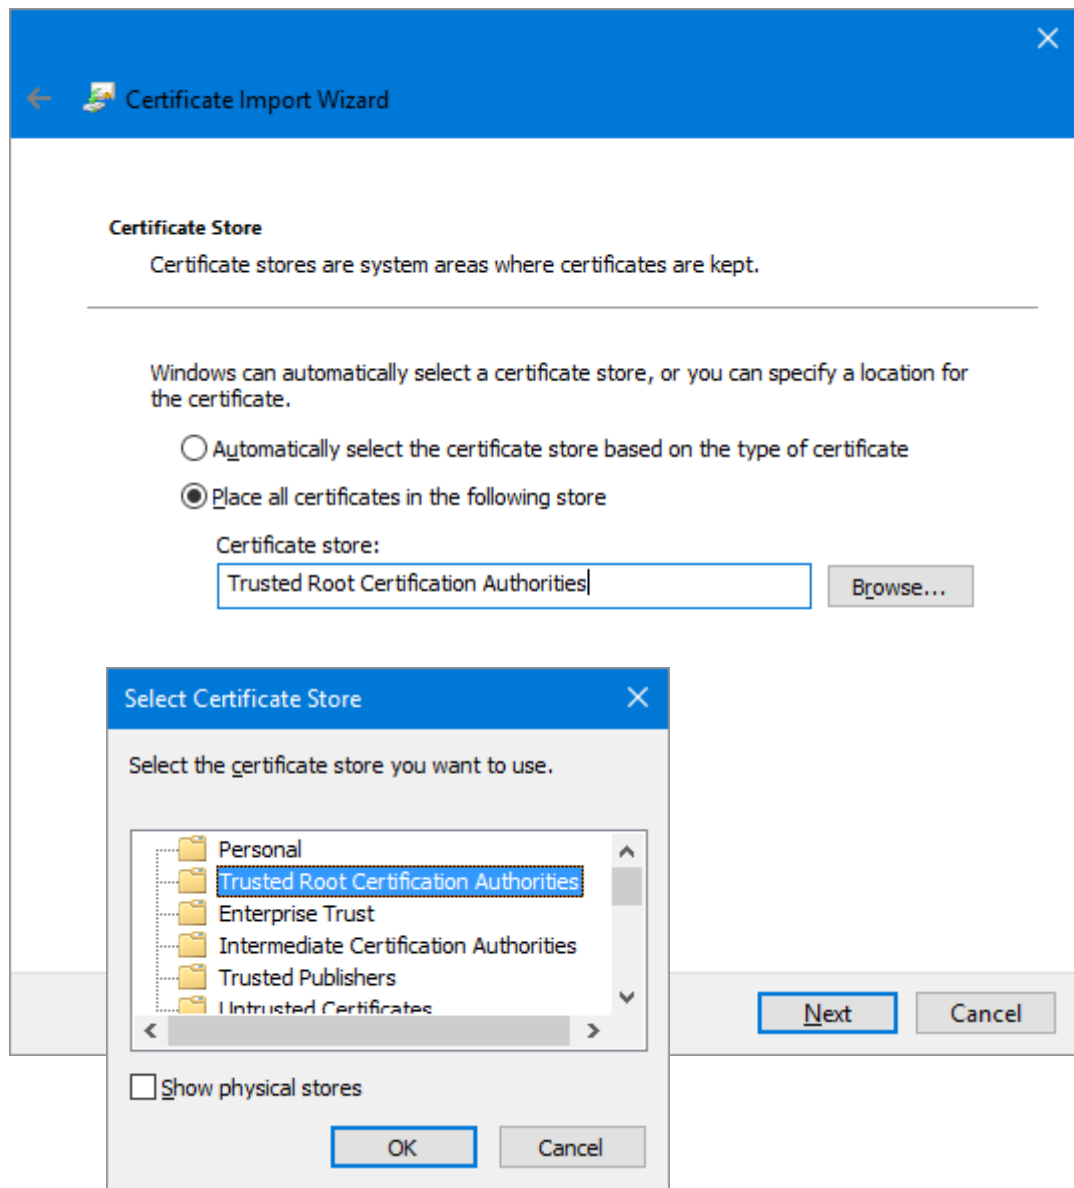 Certificate Import Wizard
Certificate Store
Certificate stores are system areas where certificates are kept.
Windows can automatically select a certificate store, or you can specify a location for
the certificate.
Automatically select the certificate store based on the type of certificate
Place all certificates in the following store
Certificate store:
Trusted Root Certification Authorities
Browse...
Select Certificate Store
Select the certificate store you want to use.
Personal
Trusted Root Certification Authorities
Enterprise Trust
Intermediate Certification Authorities
Trusted Publishers
Untrusted Certificates
Next
Cancel
Show physical stores
OK
Cancel